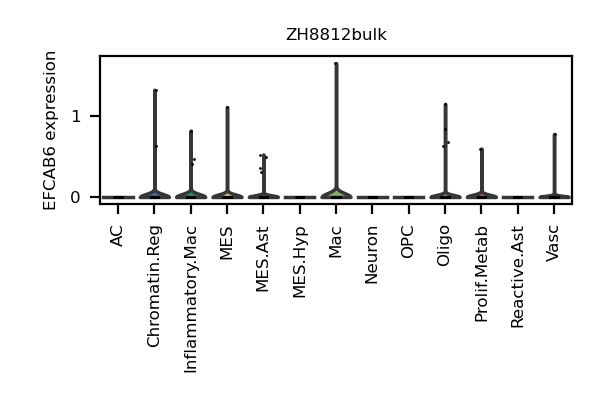 ZH8812bulk
EFCAB6 expression
1
0
AC
Chromatin.Reg
Inflammatory.Mac
MES
MES.Ast
MES.Hyp
Mac
Neuron
OPC
Oligo
Prolif.Metab
Reactive.Ast
Vasc